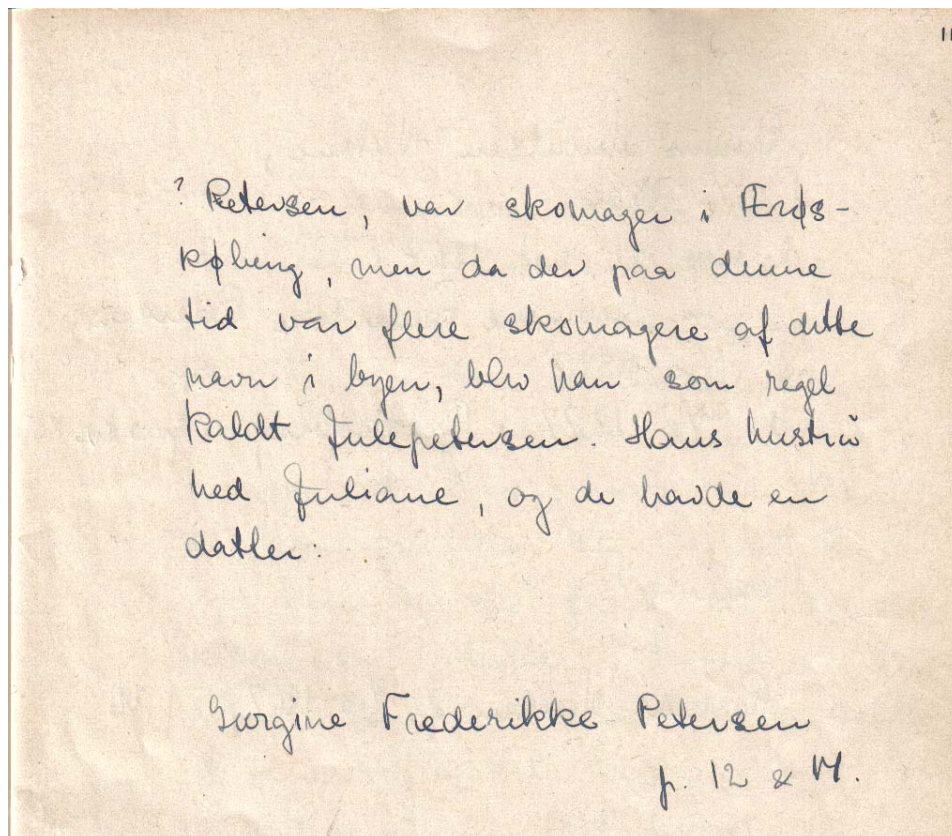 11
? Petersen, var skomager i Ærøs-
købing, men da der paa denne
tid var flere skomagere af dette
navn i byen, blev han som regel
kaldt Julepetersen. Hans hustru
hed Juliane, og de havde en
datter:
Georgine Frederikke Petersen
p. 12 & 14.